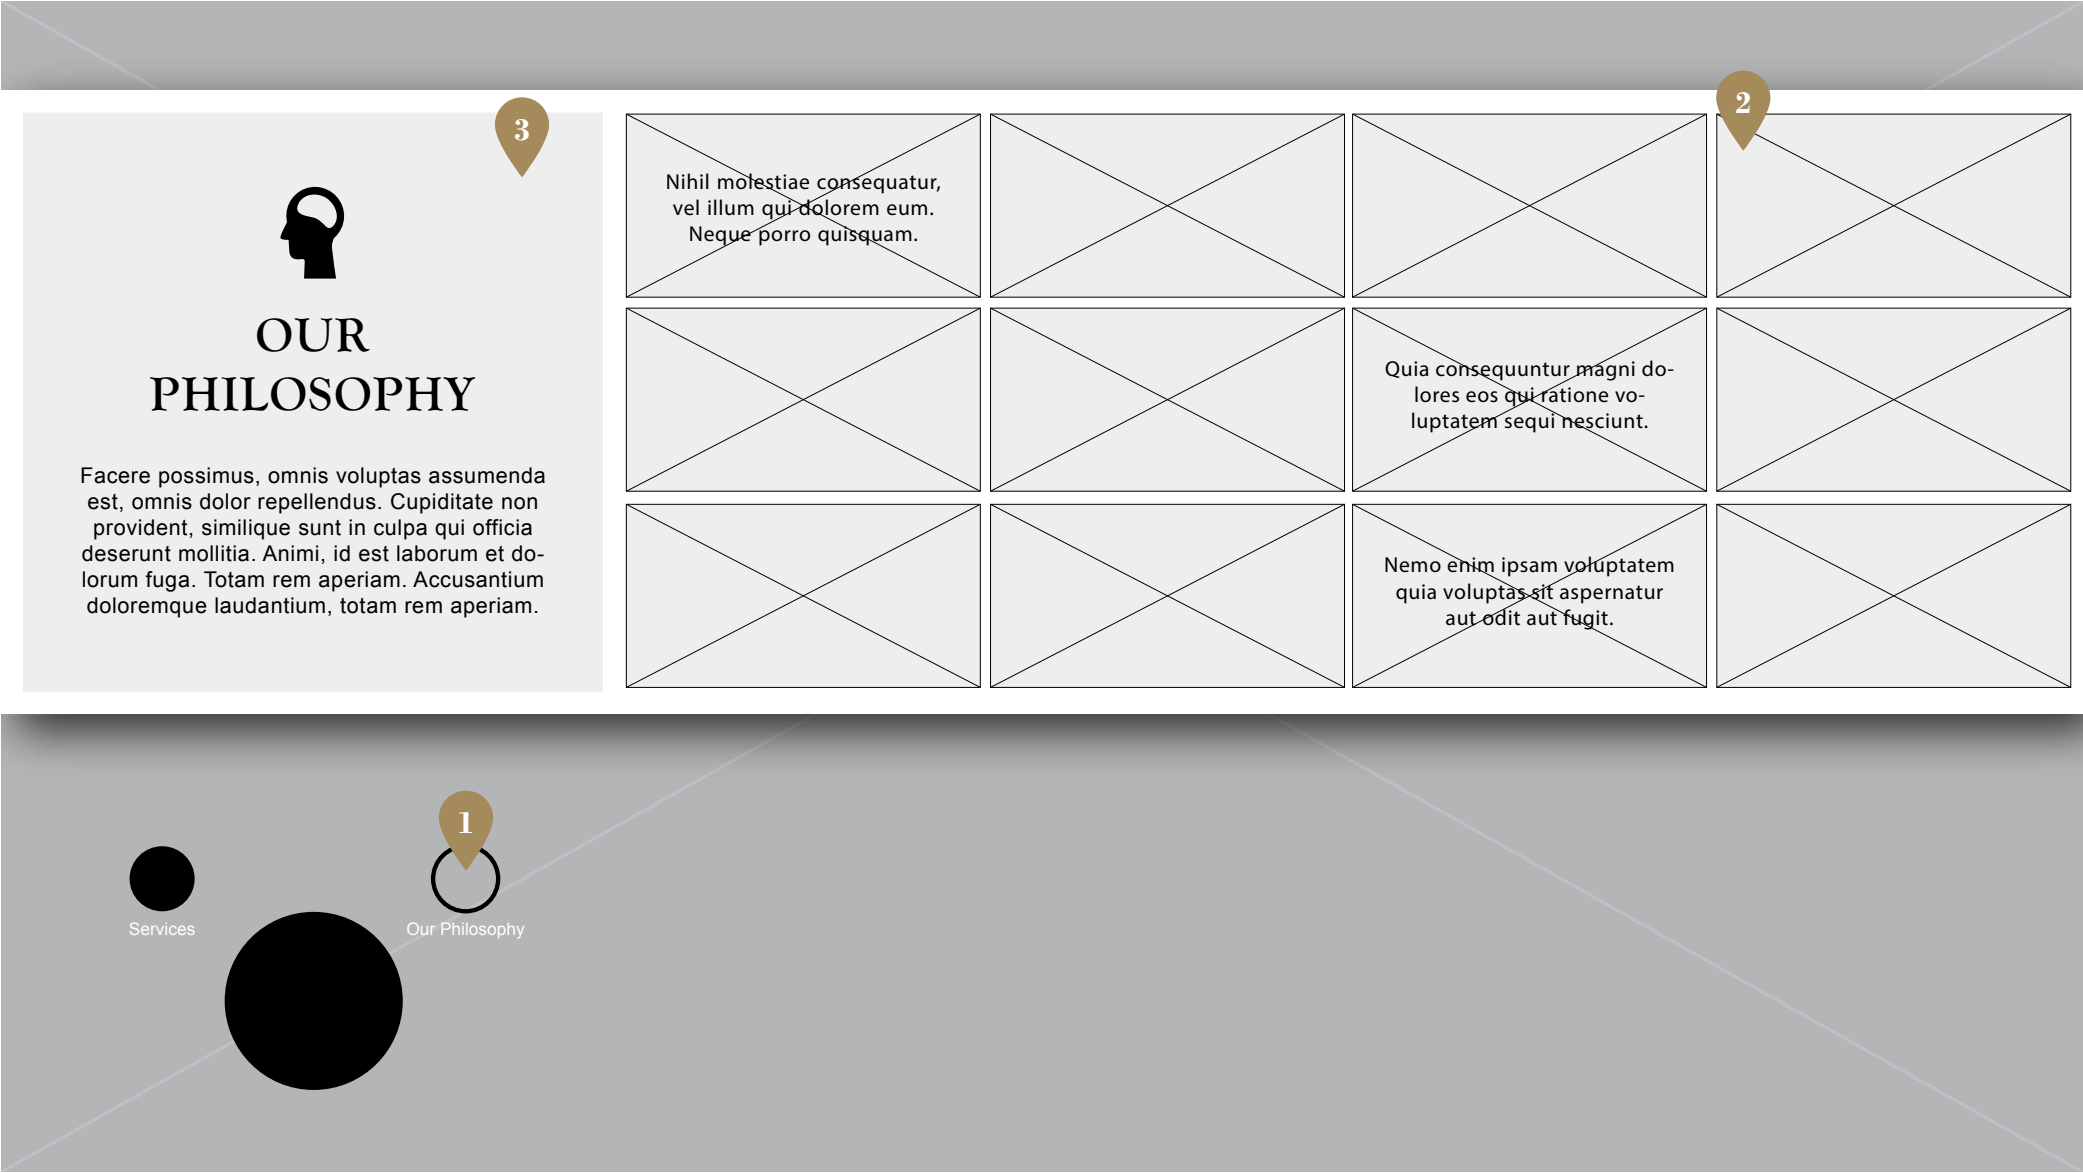 3
2
OUR
PHILOSOPHY
Facere possimus, omnis voluptas assumenda
est, omnis dolor repellendus. Cupiditate non
provident, similique sunt in culpa qui officia
deserunt mollitia. Animi, id est laborum et do-
lorum fuga. Totam rem aperiam. Accusantium
doloremque laudantium, totam rem aperiam.
Nihil molestiae consequatur,
vel illum qui dolorem eum.
Neque porro quisquam.
Quia consequuntur magni do-
lores eos qui ratione vo-
luptatem sequi nesciunt.
Nemo enim ipsam voluptatem
quia voluptas sit aspernatur
aut odit aut fugit.
1
Services
Our Philosophy